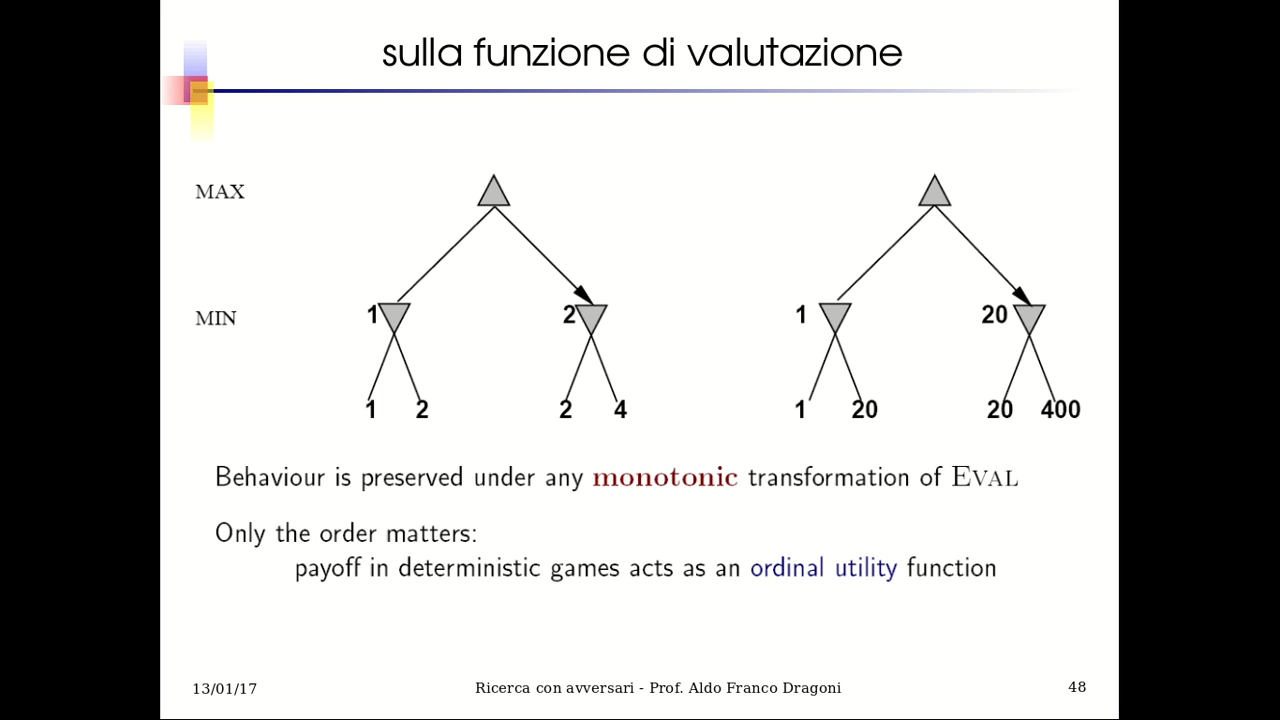 sulla funzione di valutazione
MAX
MIN
1 2 1 20
1 2 2 4 1 20 20 400
Behaviour is preserved under any monotonic transformation of EVAL
Only the order matters:
payoff in deterministic games acts as an ordinal utility function
13/01/17 Ricerca con avversari - Prof. Aldo Franco Dragoni 48